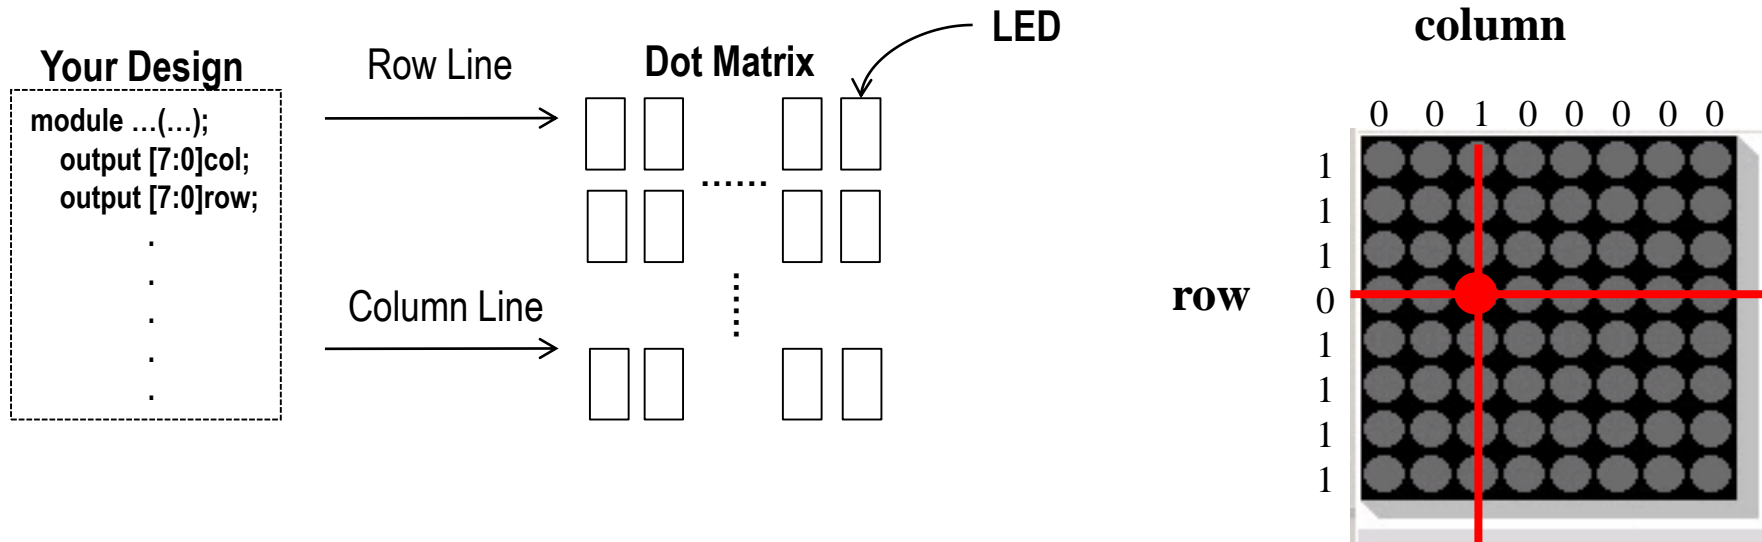 Your Design
module ...(...);
output [7:0]col;
output [7:0]row;
.
.
.
.
.
Row Line
Column Line
Dot Matrix
......
......
LED
column
0 0 1 0 0 0 0 0
row
1
1
1
0
1
1
1
1